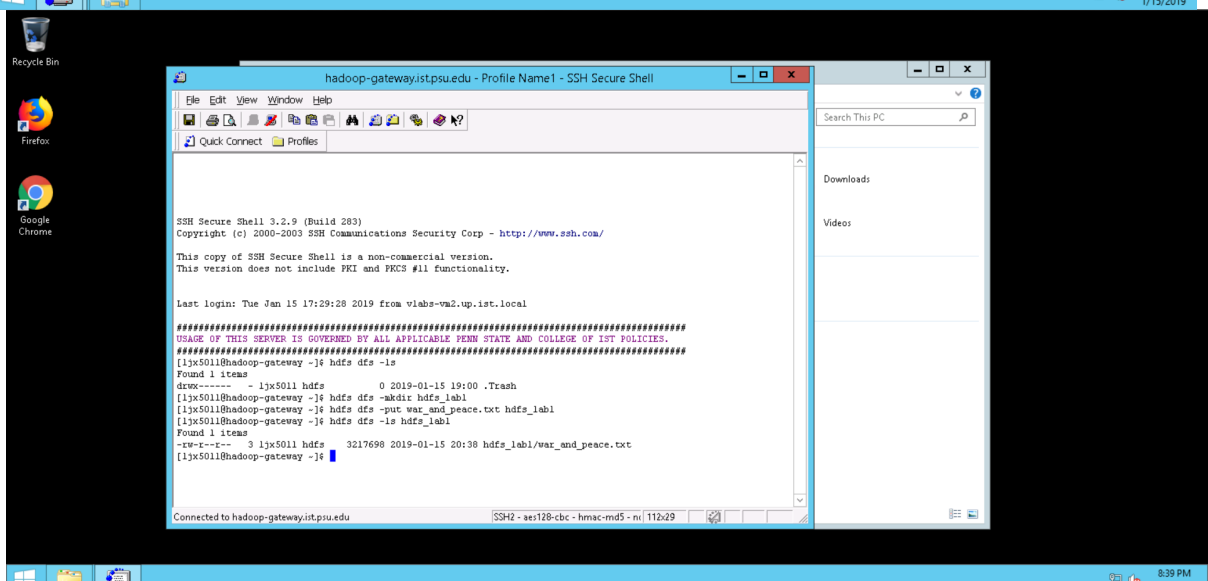 1/15/2019
Recycle Bin
Firefox
Google
Chrome
hadoop-gateway.ist.psu.edu - Profile Name1 - SSH Secure Shell
File Edit View Window Help
Quick Connect Profiles
SSH Secure Shell 3.2.9 (Build 283)
Copyright (c) 2000-2003 SSH Communications Security Corp - http://www.ssh.com/
This copy of SSH Secure Shell is a non-commercial version.
This version does not include PKI and PKCS #11 functionality.
Last login: Tue Jan 15 17:29:28 2019 from vlabs-vm2.up.ist.local
#############################################################################################
USAGE OF THIS SERVER IS GOVERNED BY ALL APPLICABLE PENN STATE AND COLLEGE OF IST POLICIES.
#############################################################################################
[ljx5011@hadoop-gateway ~]$ hdfs dfs -ls
Found 1 items
drwx------ - ljx5011 hdfs 0 2019-01-15 19:00 .Trash
[ljx5011@hadoop-gateway ~]$ hdfs dfs -mkdir hdfs_lab1
[ljx5011@hadoop-gateway ~]$ hdfs dfs -put war_and_peace.txt hdfs_lab1
[ljx5011@hadoop-gateway ~]$ hdfs dfs -ls hdfs_lab1
Found 1 items
-rw-r--r-- 3 ljx5011 hdfs 3217698 2019-01-15 20:38 hdfs_lab1/war_and_peace.txt
[ljx5011@hadoop-gateway ~]$
Connected to hadoop-gateway.ist.psu.edu SSH2 - aes128-cbc - hmac-md5 - 112x29
Search This PC
Downloads
Videos
8:39 PM